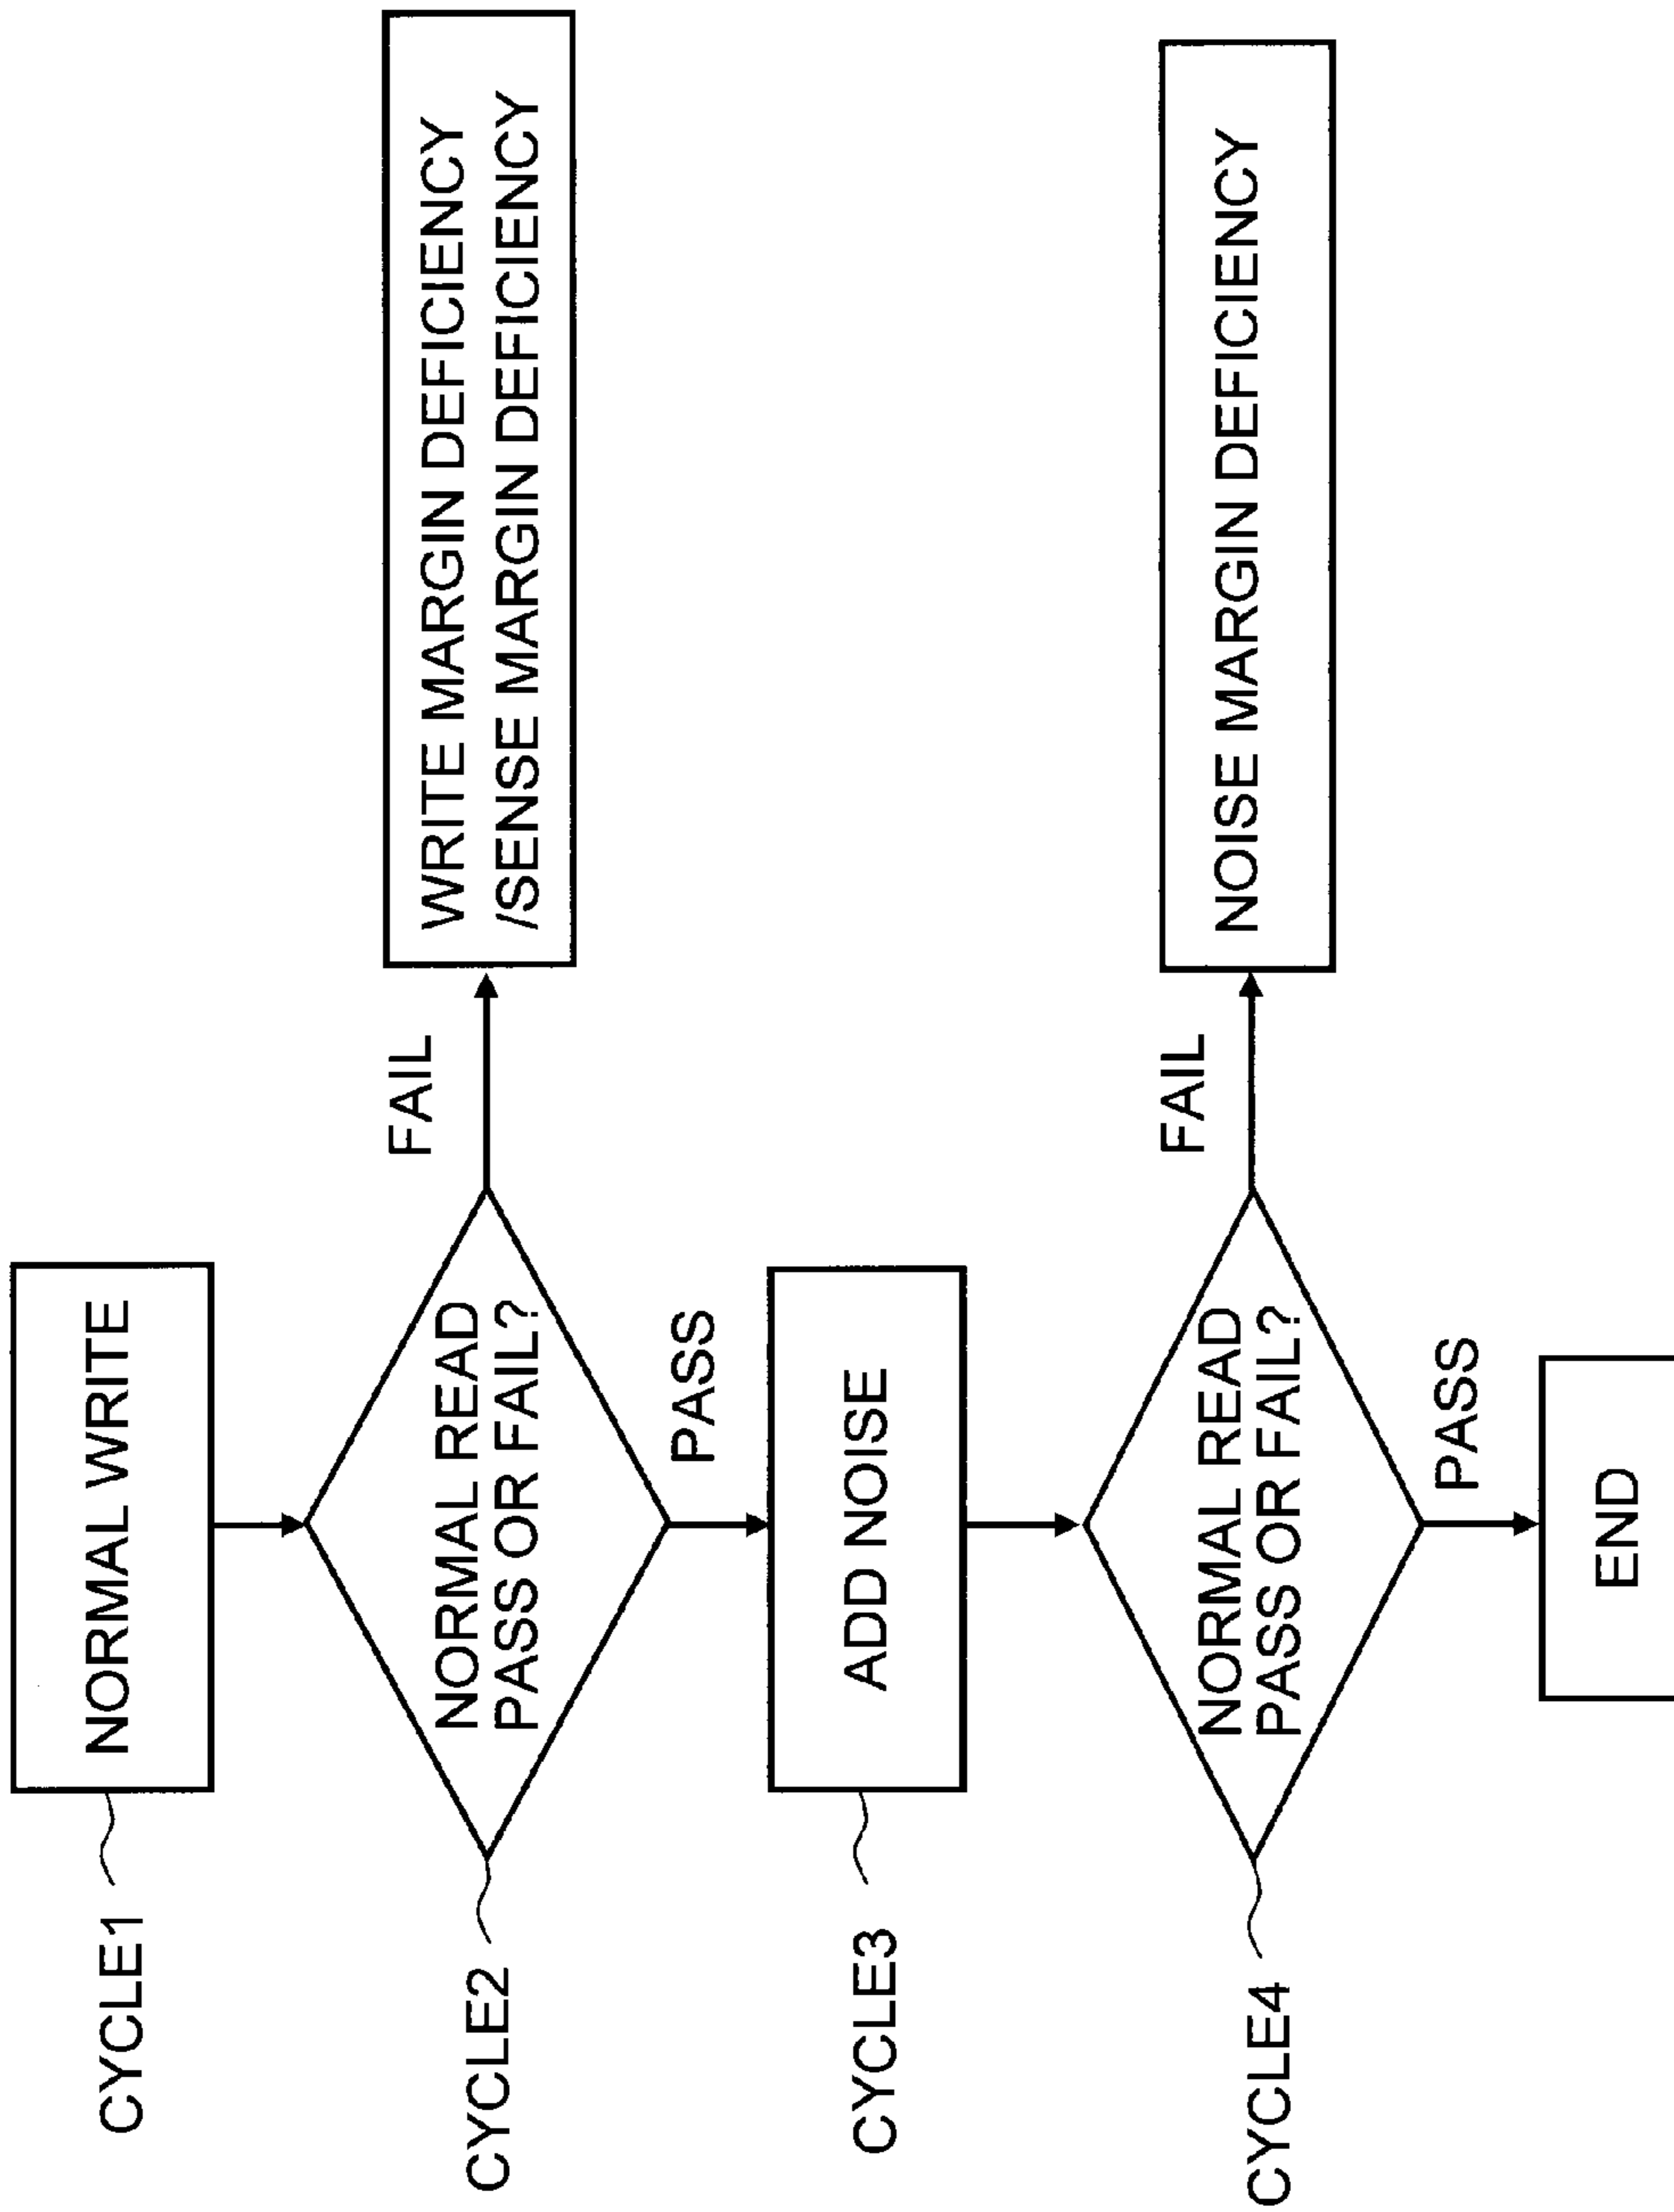 CYCLE1
NORMAL WRITE
CYCLE2
NORMAL READ
PASS OR FAIL?
FAIL
WRITE MARGIN DEFICIENCY
/SENSE MARGIN DEFICIENCY
PASS
CYCLE3
ADD NOISE
CYCLE4
NORMAL READ
PASS OR FAIL?
FAIL
NOISE MARGIN DEFICIENCY
PASS
END